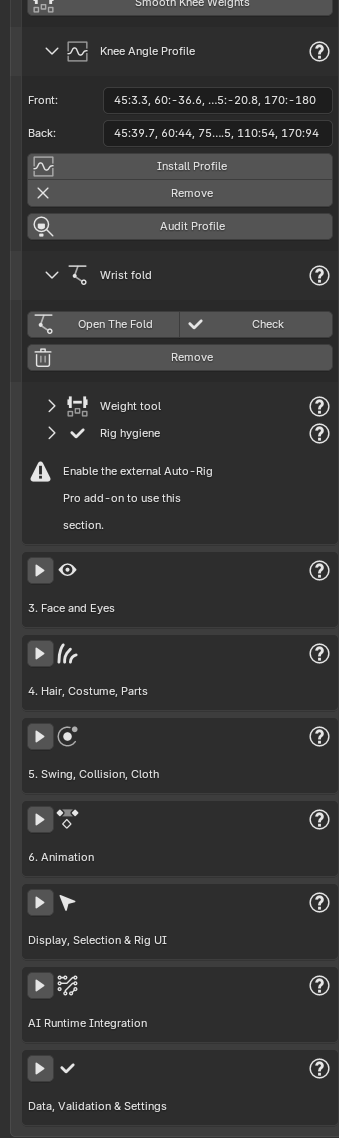 Smooth Knee Weights
Knee Angle Profile
Front: 45:3.3, 60:-36.6, ...5:-20.8, 170:-180
Back: 45:39.7, 60:44, 75....5, 110:54, 170:94
Install Profile
Remove
Audit Profile
Wrist fold
Open The Fold Check
Remove
Weight tool
Rig hygiene
Enable the external Auto-Rig
Pro add-on to use this
section.
3. Face and Eyes
4. Hair, Costume, Parts
5. Swing, Collision, Cloth
6. Animation
Display, Selection & Rig UI
AI Runtime Integration
Data, Validation & Settings